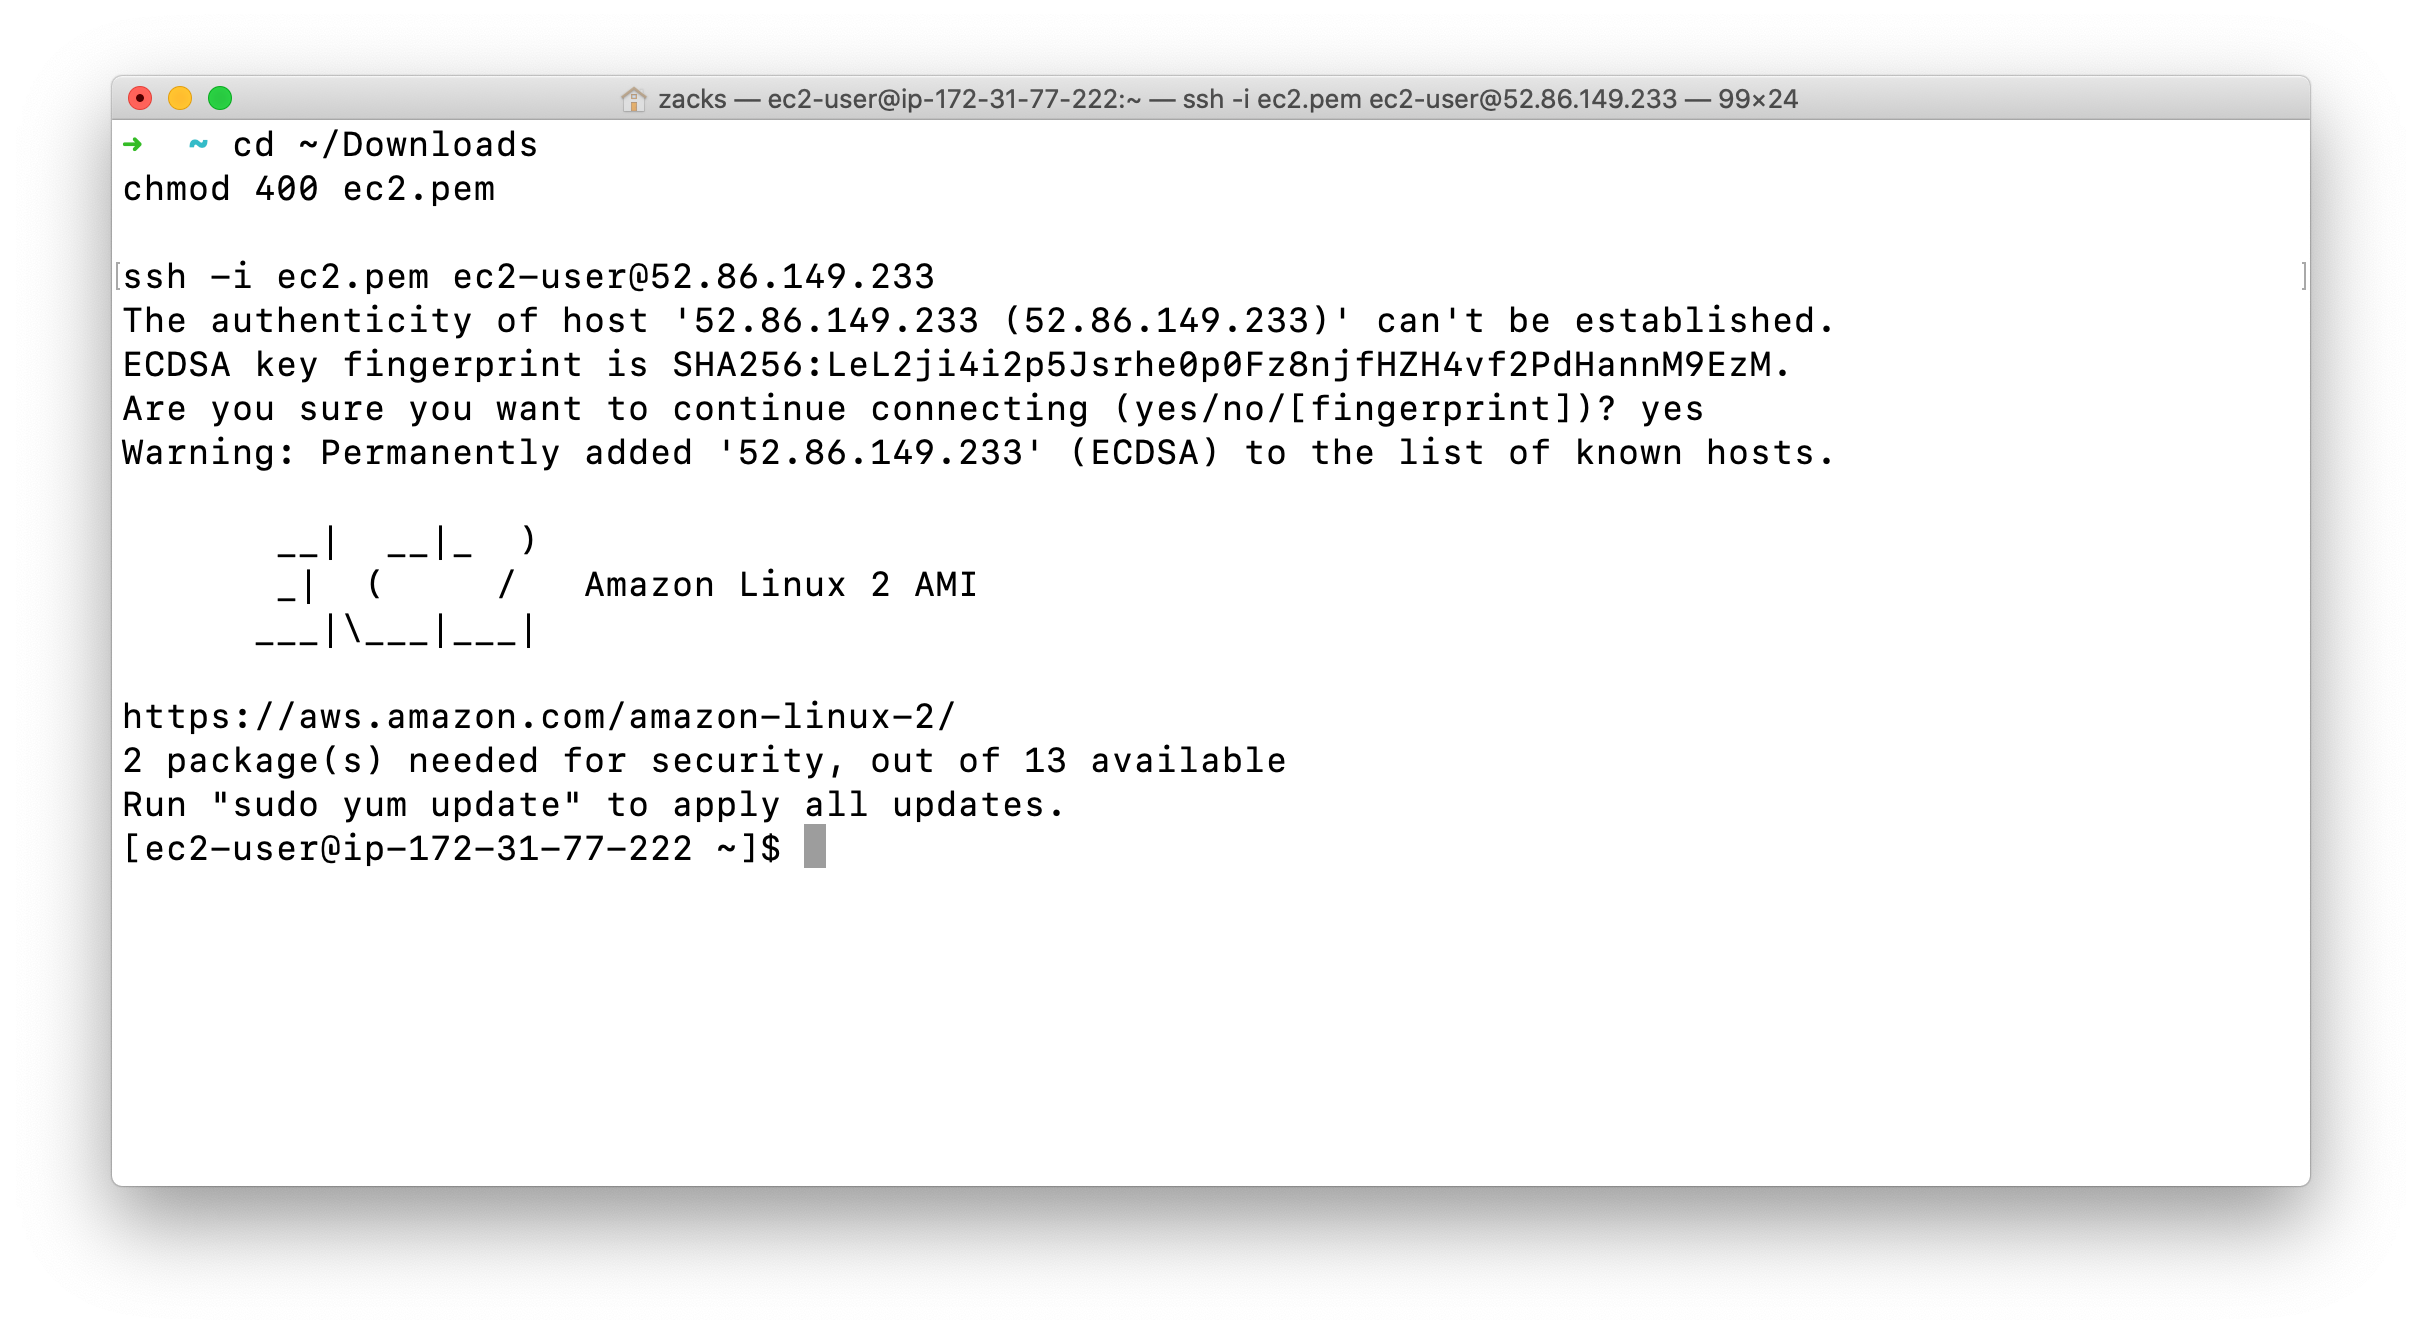 zacks — ec2-user@ip-172-31-77-222:~ — ssh -i ec2.pem ec2-user@52.86.149.233 — 99×24
➜  ~ cd ~/Downloads
chmod 400 ec2.pem
[ssh -i ec2.pem ec2-user@52.86.149.233]
The authenticity of host '52.86.149.233 (52.86.149.233)' can't be established.
ECDSA key fingerprint is SHA256:LeL2ji4i2p5Jsrhe0p0Fz8njfHZH4vf2PdHannM9EzM.
Are you sure you want to continue connecting (yes/no/[fingerprint])? yes
Warning: Permanently added '52.86.149.233' (ECDSA) to the list of known hosts.
       __|  __|_  )
       _|  (     /   Amazon Linux 2 AMI
      ___|\___|___|
https://aws.amazon.com/amazon-linux-2/
2 package(s) needed for security, out of 13 available
Run "sudo yum update" to apply all updates.
[ec2-user@ip-172-31-77-222 ~]$